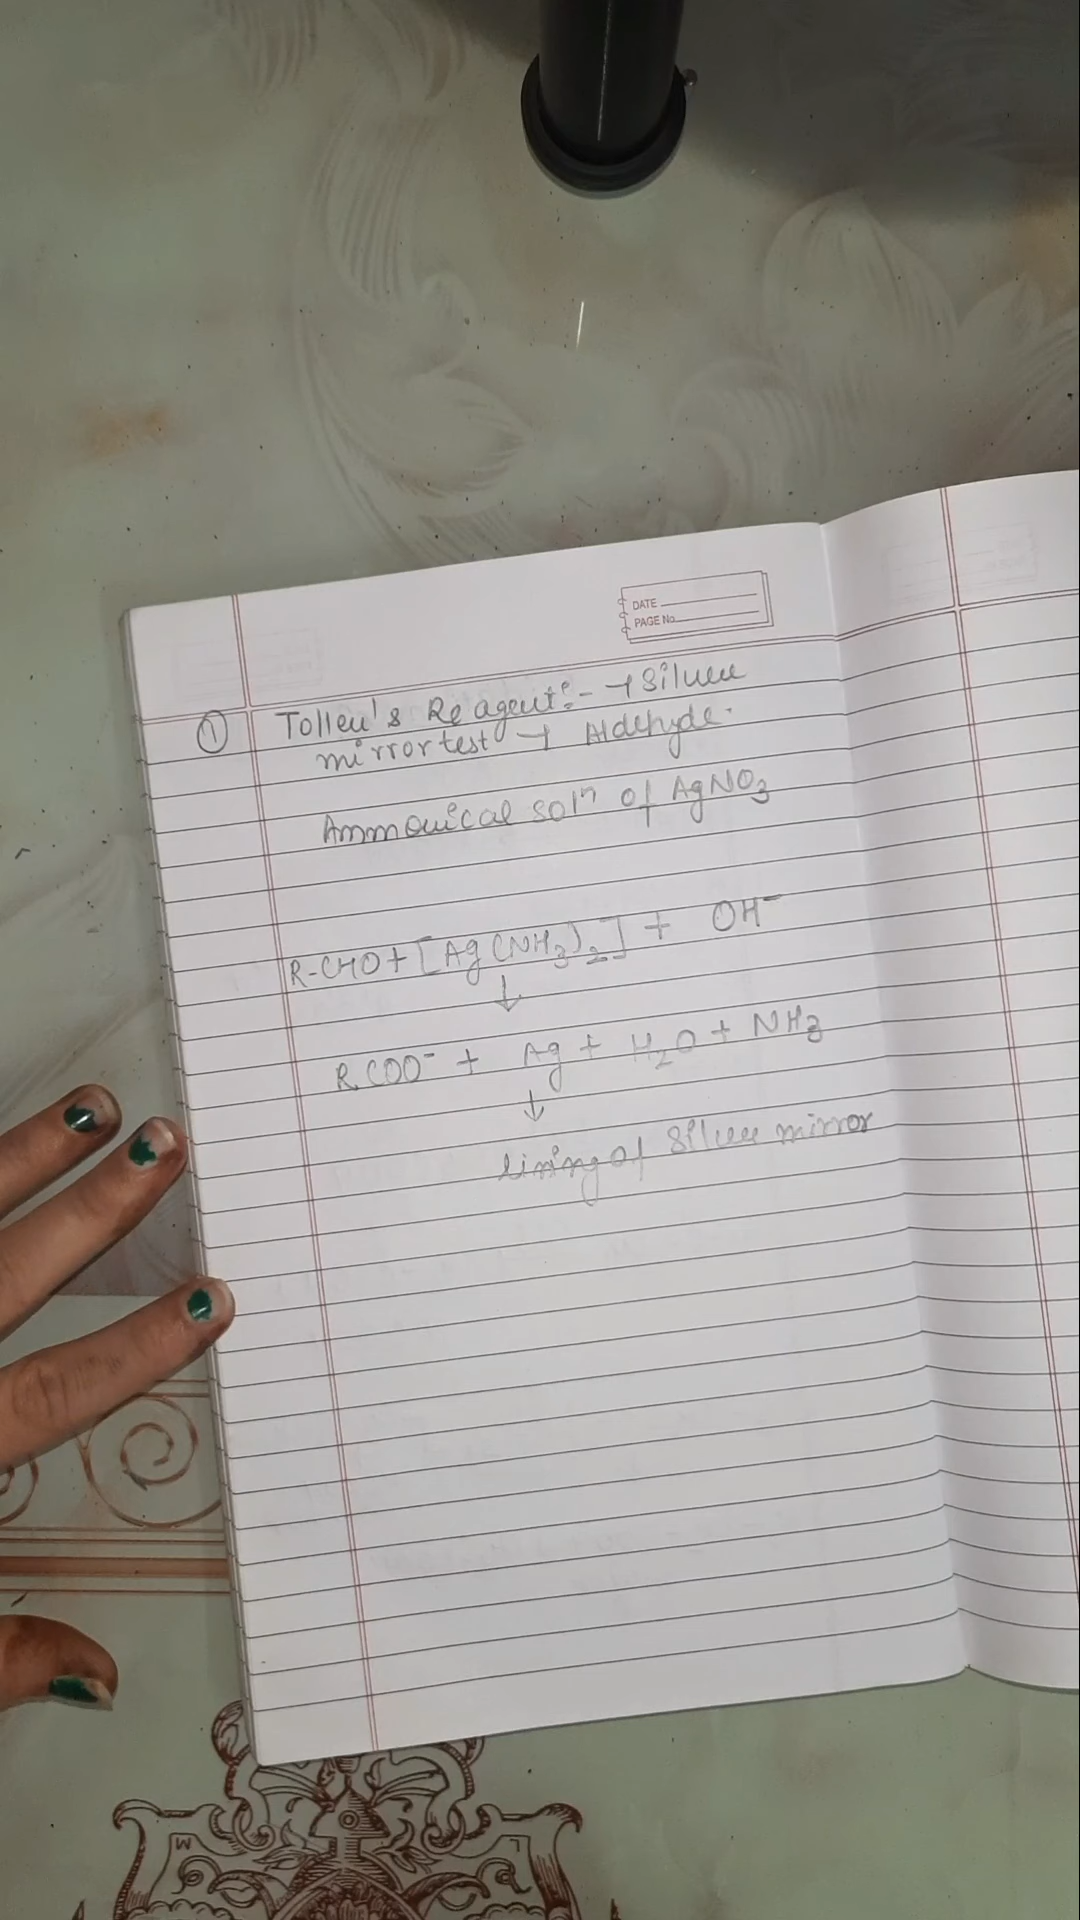 DATE
PAGE No.
① Tollen's Reagent:- → Silver
mirror test → Aldehyde.
Ammonical solⁿ of AgNO₃
R-CHO + [Ag(NH₃)₂] + OH⁻
↓
RCOO⁻ + Ag + H₂O + NH₃
↓
lining of Silver mirror
M
L